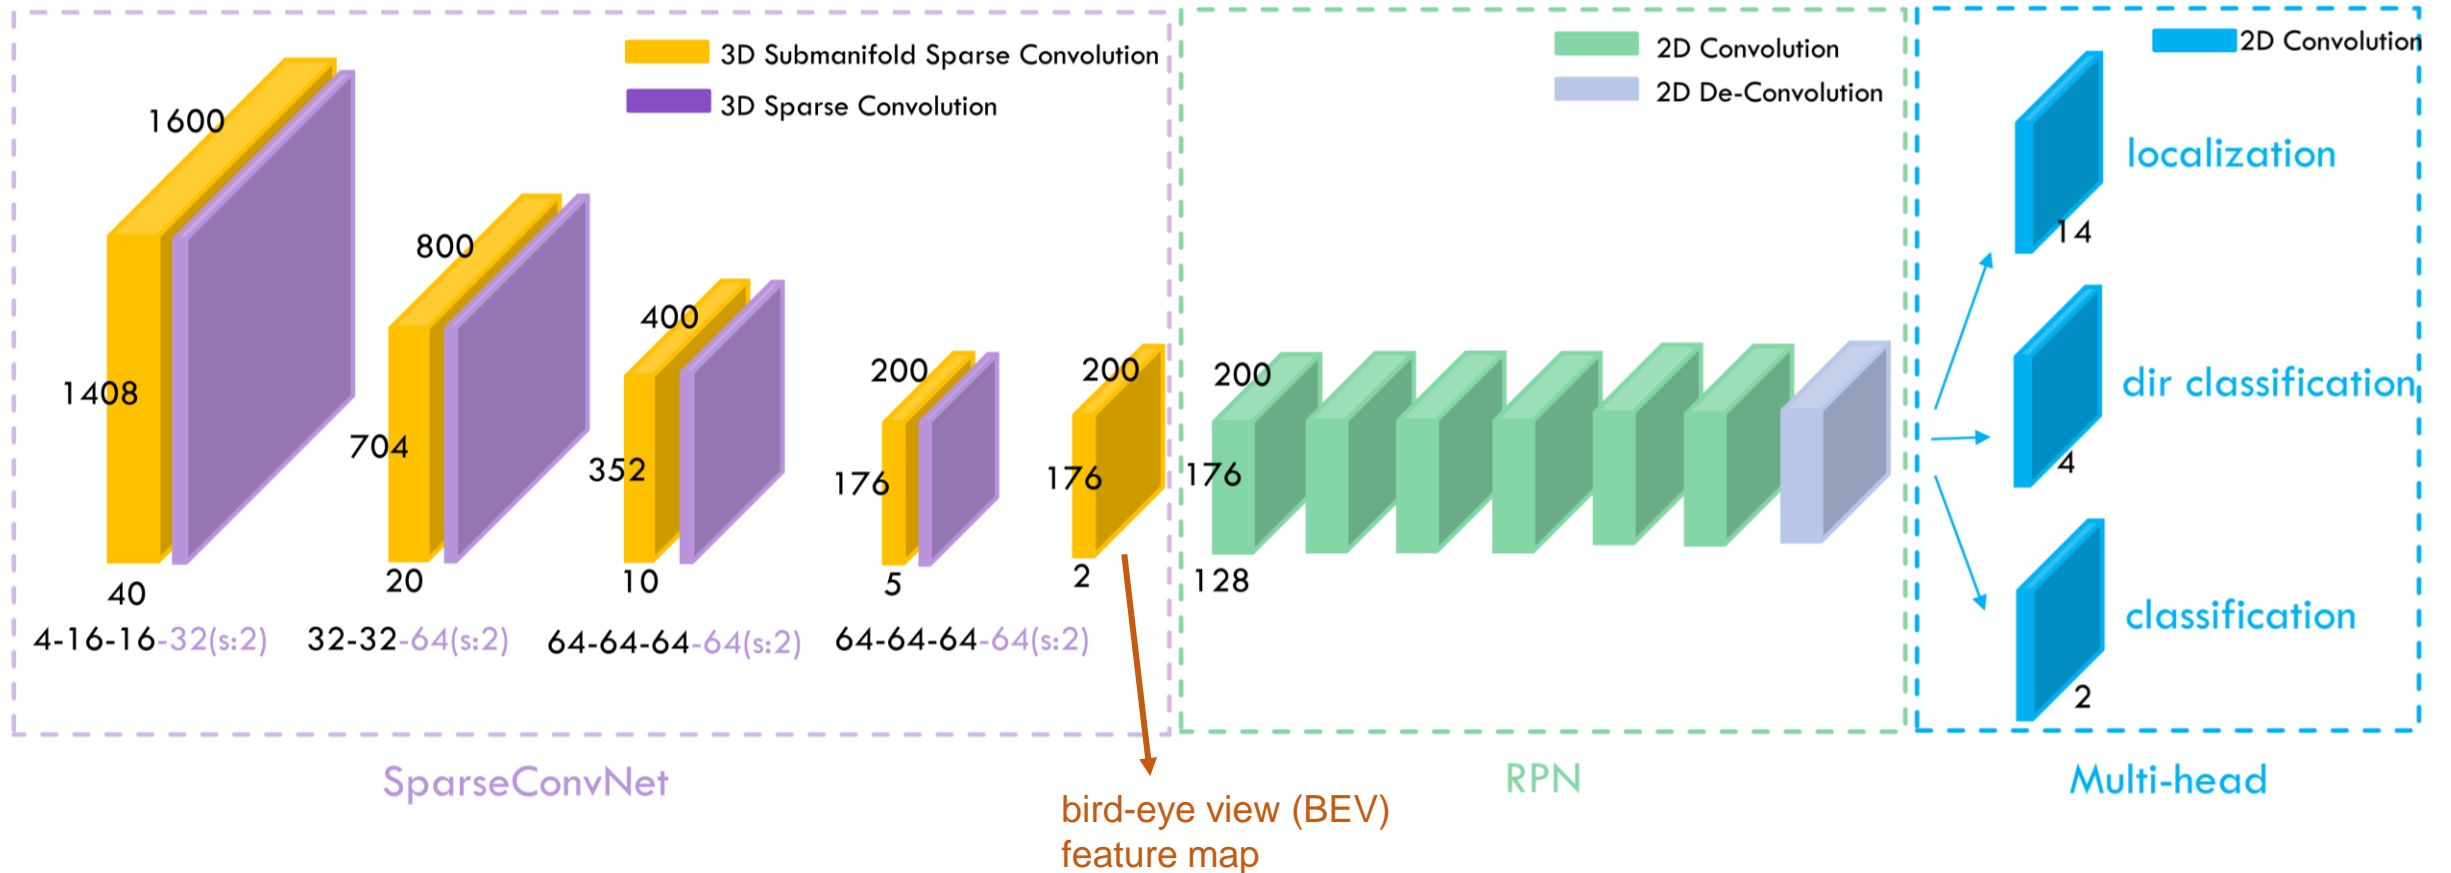 3D Submanifold Sparse Convolution
3D Sparse Convolution
1600
1408
40
4-16-16-32(s:2)
800
704
20
32-32-64(s:2)
400
352
10
64-64-64-64(s:2)
200
176
5
64-64-64-64(s:2)
200
176
2
SparseConvNet
bird-eye view (BEV)
feature map
2D Convolution
2D De-Convolution
200
176
128
RPN
2D Convolution
localization
14
dir classification
4
classification
2
Multi-head